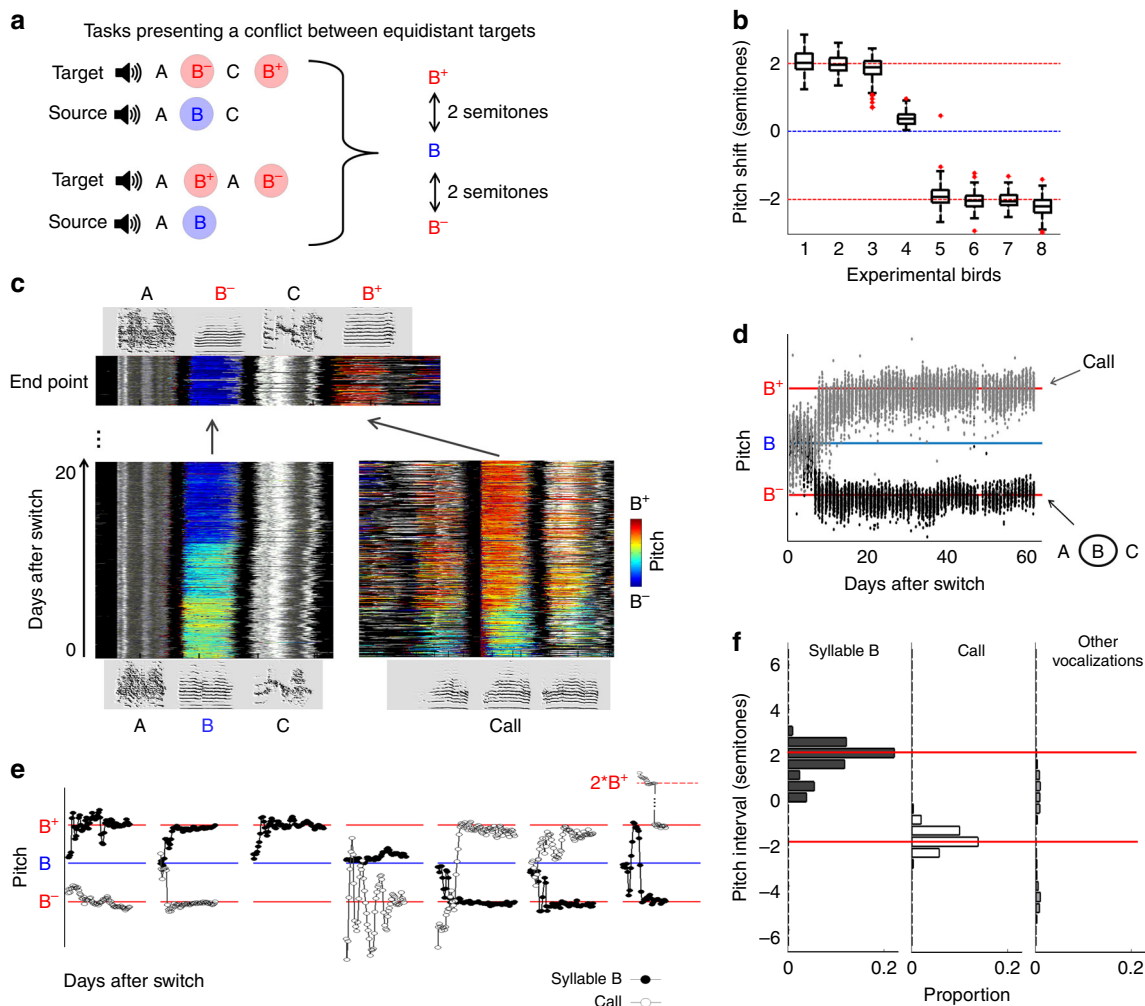 a
Tasks presenting a conflict between equidistant targets
Target A B− C B+
Source A B C
Target A B+ A B−
Source A B
B+
2 semitones
B
2 semitones
B−
b
Pitch shift (semitones)
2
0
−2
1 2 3 4 5 6 7 8
Experimental birds
c
A B− C B+
End point
...
20
Days after switch
0
A B C
Call
B+
Pitch
B−
d
Call
B+
B
B−
Pitch
0 20 40 60
Days after switch
A B C
e
2*B+
B+
B
B−
Pitch
Days after switch
Syllable B
Call
f
Syllable B Call Other vocalizations
Pitch interval (semitones)
6
4
2
0
−2
−4
−6
0 0.2 0 0.2 0 0.2
Proportion